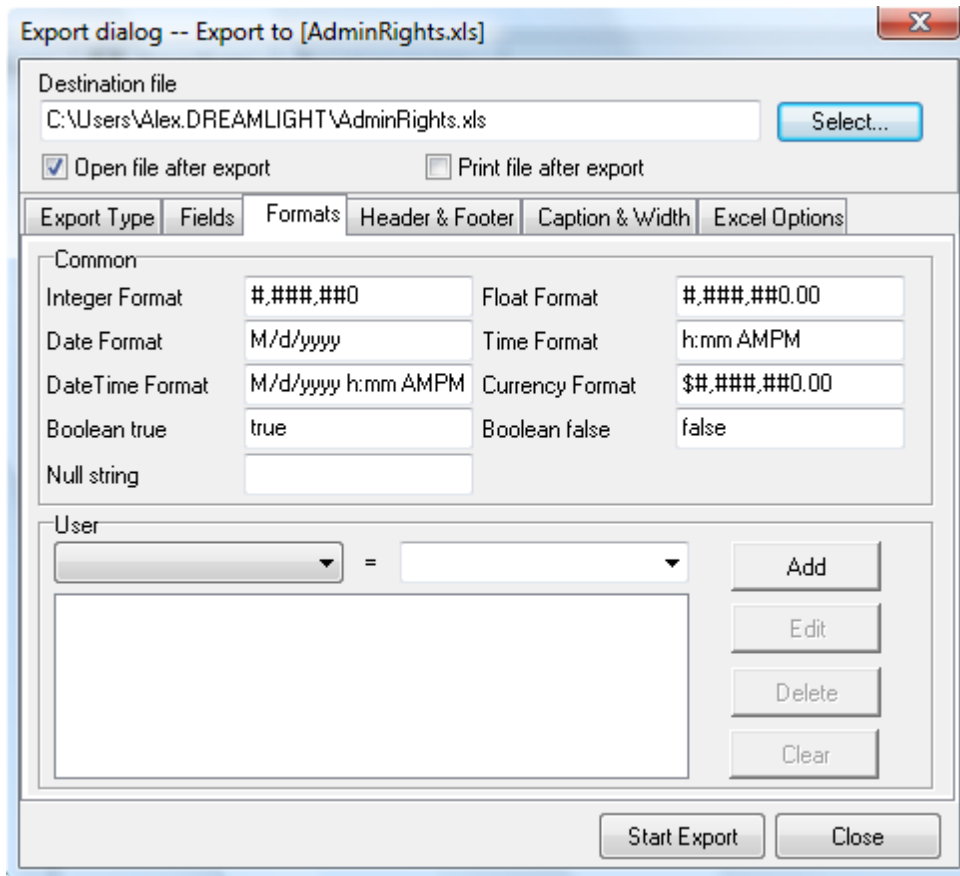 Export dialog -- Export to [AdminRights.xls]
Destination file
C:\Users\Alex.DREAMLIGHT\AdminRights.xls Select...
Open file after export Print file after export
Export Type Fields Formats Header & Footer Caption & Width Excel Options
Common
Integer Format #,###,##0 Float Format #,###,##0.00
Date Format M/d/yyyy Time Format h:mm AMPM
DateTime Format M/d/yyyy h:mm AMPM Currency Format $#,###,##0.00
Boolean true true Boolean false false
Null string
User
= Add
Edit
Delete
Clear
Start Export Close